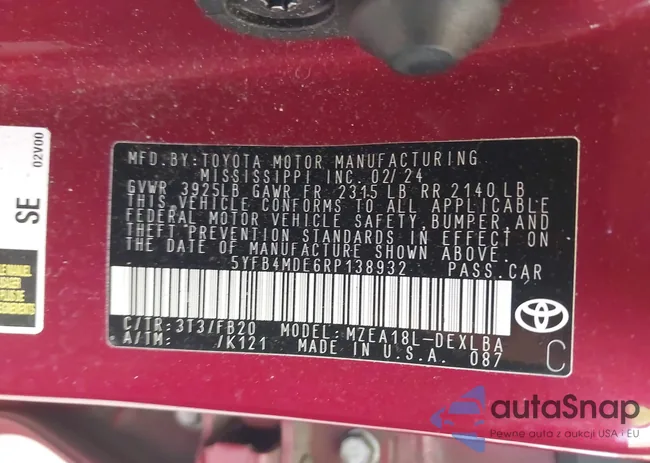 MFD. BY: TOYOTA MOTOR MANUFACTURING
MISSISSIPPI INC. 02/24
GVWR 3925LB GAWR FR 2315 LB RR 2140 LB
THIS VEHICLE CONFORMS TO ALL APPLICABLE
FEDERAL MOTOR VEHICLE SAFETY, BUMPER, AND
THEFT PREVENTION STANDARDS IN EFFECT ON
THE DATE OF MANUFACTURE SHOWN ABOVE.
5YFB4MDE6RP138932 PASS. CAR
C/TR: 3T3/FB20 MODEL: MZEA18L-DEXLBA
A/TM: /K121 MADE IN U.S.A. 087
C
SE
02V00
autaSnap
Pewne auto z aukcji USA i EU